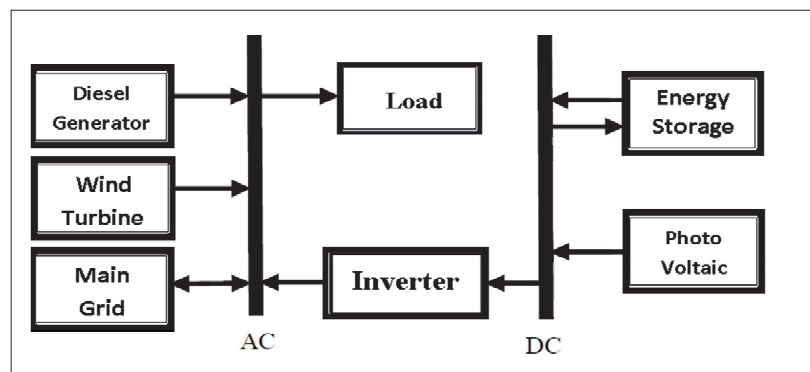 Diesel
Generator
Load
Energy
Storage
Wind
Turbine
Main
Grid
Inverter
Photo
Voltaic
AC
DC